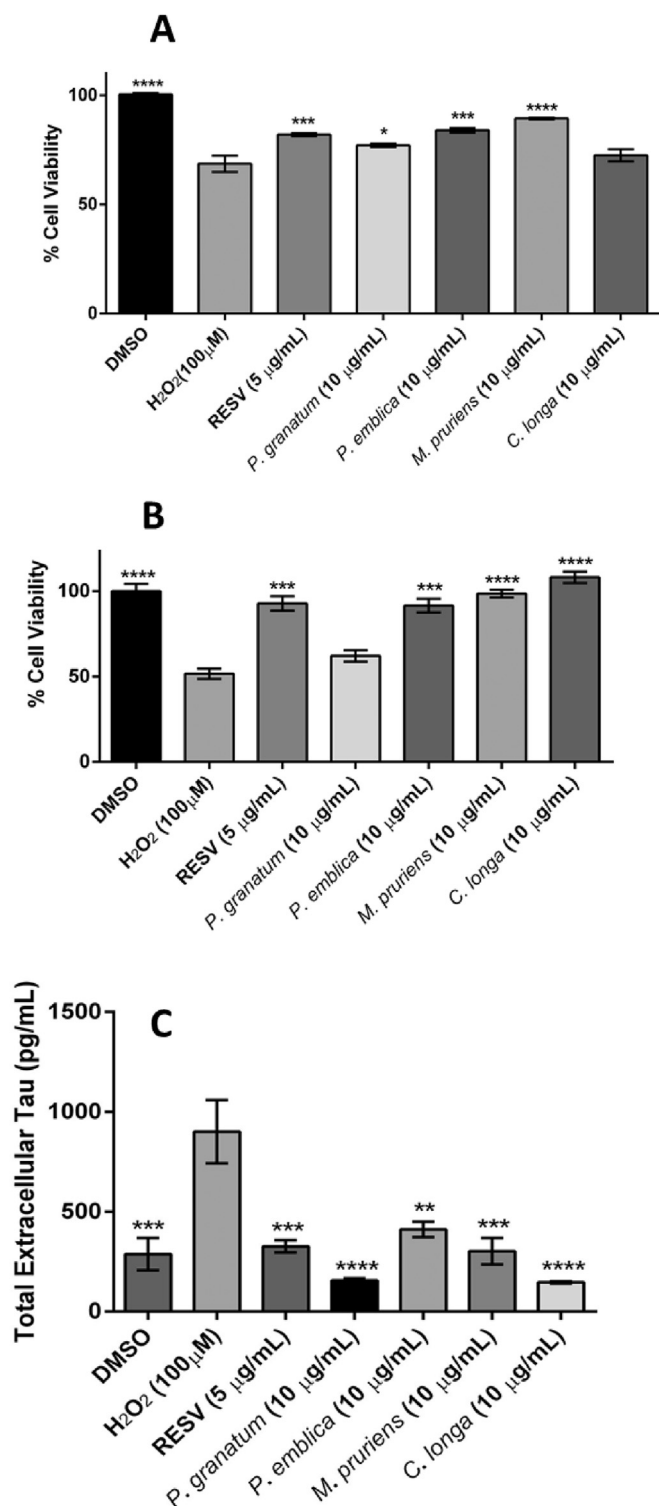 A
% Cell Viability
100
50
0
****
***
*
***
****
DMSO
H₂O₂(100μM)
RESV (5 μg/mL)
P. granatum (10 μg/mL)
P. emblica (10 μg/mL)
M. pruriens (10 μg/mL)
C. longa (10 μg/mL)
B
% Cell Viability
100
50
0
****
***
***
****
****
DMSO
H₂O₂ (100μM)
RESV (5 μg/mL)
P. granatum (10 μg/mL)
P. emblica (10 μg/mL)
M. pruriens (10 μg/mL)
C. longa (10 μg/mL)
C
Total Extracellular Tau (pg/mL)
1500
1000
500
0
***
***
****
**
***
****
DMSO
H₂O₂ (100μM)
RESV (5 μg/mL)
P. granatum (10 μg/mL)
P. emblica (10 μg/mL)
M. pruriens (10 μg/mL)
C. longa (10 μg/mL)